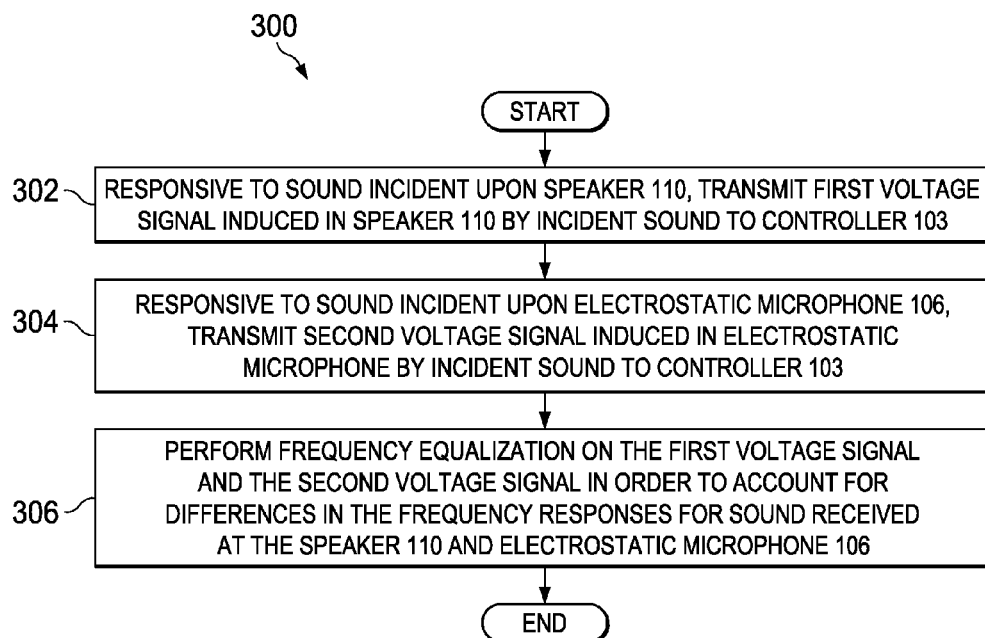 300
START
302
RESPONSIVE TO SOUND INCIDENT UPON SPEAKER 110, TRANSMIT FIRST VOLTAGE
SIGNAL INDUCED IN SPEAKER 110 BY INCIDENT SOUND TO CONTROLLER 103
304
RESPONSIVE TO SOUND INCIDENT UPON ELECTROSTATIC MICROPHONE 106,
TRANSMIT SECOND VOLTAGE SIGNAL INDUCED IN ELECTROSTATIC
MICROPHONE BY INCIDENT SOUND TO CONTROLLER 103
306
PERFORM FREQUENCY EQUALIZATION ON THE FIRST VOLTAGE SIGNAL
AND THE SECOND VOLTAGE SIGNAL IN ORDER TO ACCOUNT FOR
DIFFERENCES IN THE FREQUENCY RESPONSES FOR SOUND RECEIVED
AT THE SPEAKER 110 AND ELECTROSTATIC MICROPHONE 106
END